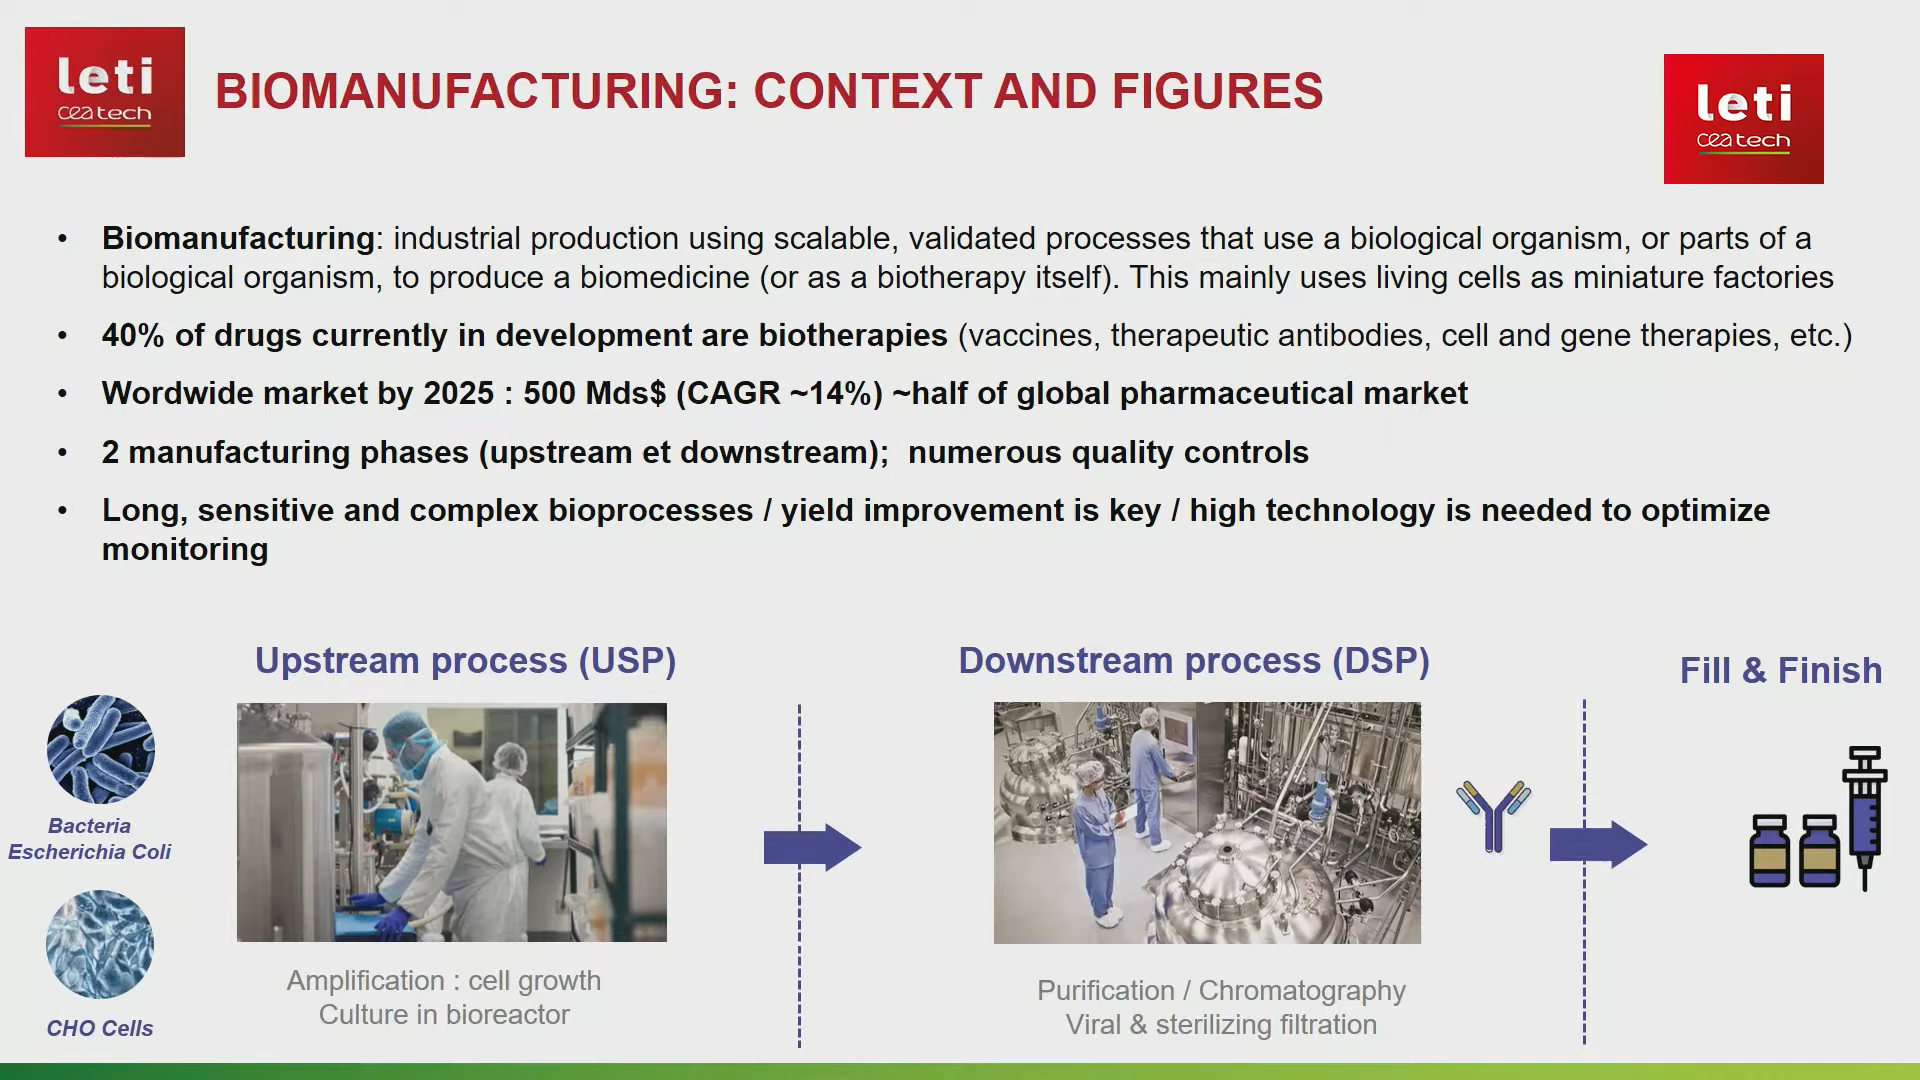 leti
cea tech
BIOMANUFACTURING: CONTEXT AND FIGURES
leti
cea tech
• Biomanufacturing: industrial production using scalable, validated processes that use a biological organism, or parts of a
biological organism, to produce a biomedicine (or as a biotherapy itself). This mainly uses living cells as miniature factories
• 40% of drugs currently in development are biotherapies (vaccines, therapeutic antibodies, cell and gene therapies, etc.)
• Wordwide market by 2025 : 500 Mds$ (CAGR ~14%) ~half of global pharmaceutical market
• 2 manufacturing phases (upstream et downstream);  numerous quality controls
• Long, sensitive and complex bioprocesses / yield improvement is key / high technology is needed to optimize
monitoring
Upstream process (USP)
Downstream process (DSP)
Fill & Finish
Bacteria
Escherichia Coli
CHO Cells
Amplification : cell growth
Culture in bioreactor
Purification / Chromatography
Viral & sterilizing filtration